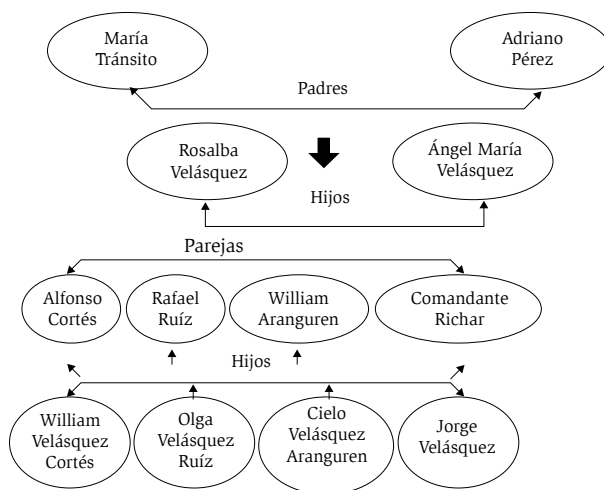 María
Tránsito
Adriano
Pérez
Padres
Rosalba
Velásquez
Ángel María
Velásquez
Hijos
Parejas
Alfonso
Cortés
Rafael
Ruíz
William
Aranguren
Comandante
Richar
Hijos
William
Velásquez
Cortés
Olga
Velásquez
Ruíz
Cielo
Velásquez
Aranguren
Jorge
Velásquez